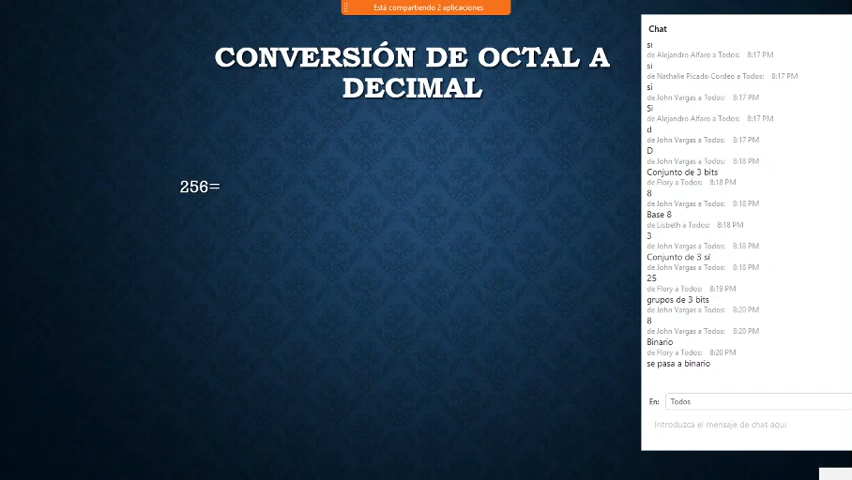 Está compartiendo 2 aplicaciones
CONVERSIÓN DE OCTAL A
DECIMAL
256=
Chat
si
de Alejandro Alfaro a Todos: 8:17 PM
si
de Nathalie Picado Cordeo a Todos: 8:17 PM
si
de John Vargas a Todos: 8:17 PM
Si
de Alejandro Alfaro a Todos: 8:17 PM
d
de John Vargas a Todos: 8:17 PM
D
de John Vargas a Todos: 8:18 PM
Conjunto de 3 bits
de Flory a Todos: 8:18 PM
8
de John Vargas a Todos: 8:18 PM
Base 8
de Lisbelh a Todos: 8:18 PM
3
de John Vargas a Todos: 8:18 PM
Conjunto de 3 sí
de John Vargas a Todos: 8:18 PM
25
de Flory a Todos: 8:19 PM
grupos de 3 bits
de John Vargas a Todos: 8:20 PM
8
de John Vargas a Todos: 8:20 PM
Binario
de Flory a Todos: 8:20 PM
se pasa a binario
En: Todos
Introduzca el mensaje de chat aquí